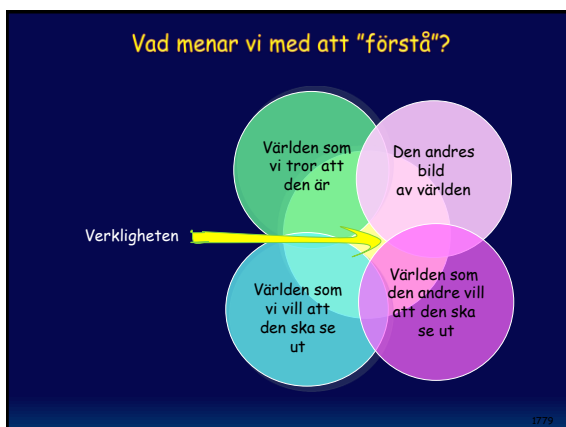 Vad menar vi med att ”förstå”?
Världen som
vi tror att
den är
Den andres
bild
av världen
Verkligheten
Världen som
vi vill att
den ska se
ut
Världen som
den andre vill
att den ska
se ut
1779